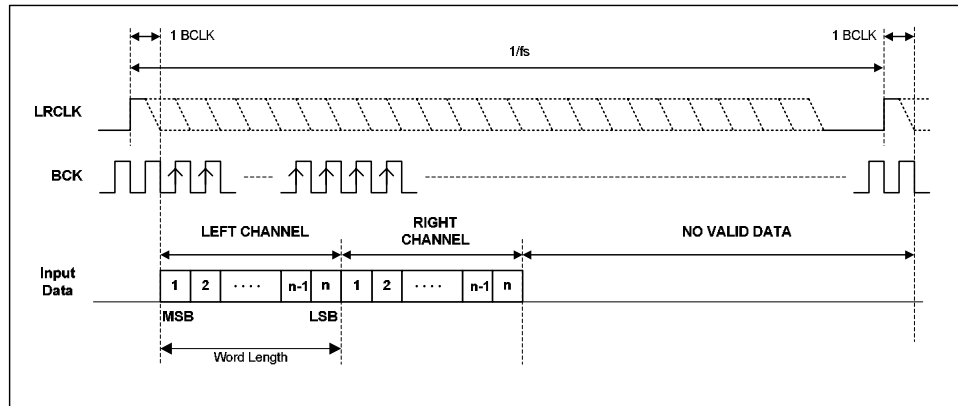 1 BCLK
1 BCLK
1/fs
LRCLK
BCK
LEFT CHANNEL
RIGHT
CHANNEL
NO VALID DATA
Input
Data
1 2 .... n-1 n 1 2 .... n-1 n
MSB
LSB
Word Length